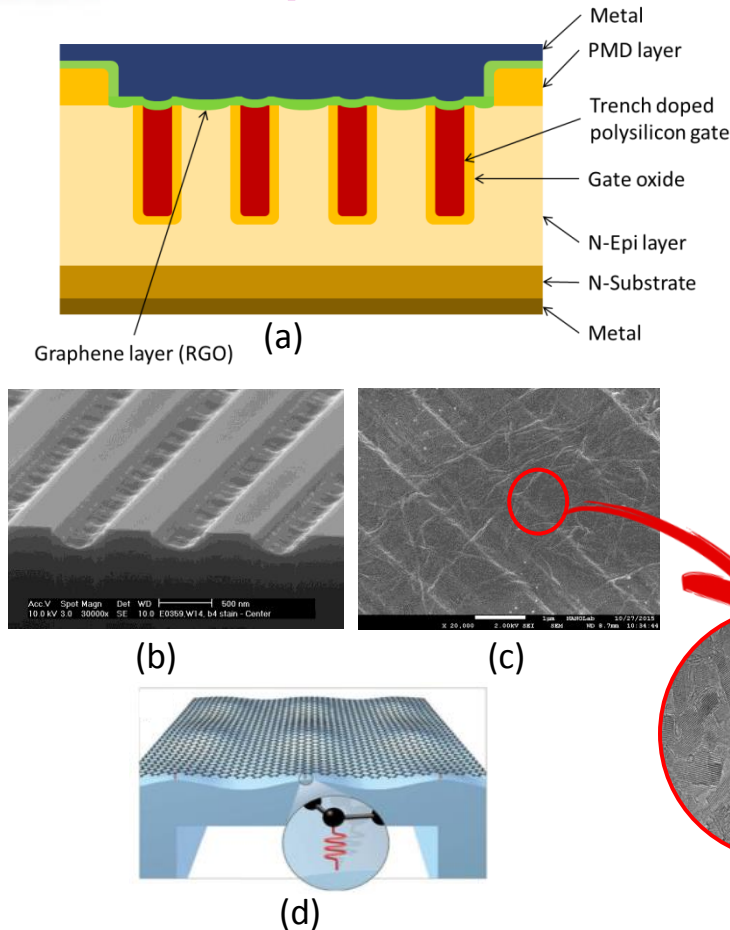 Metal
PMD layer
Trench doped
polysilicon gate
Gate oxide
N-Epi layer
N-Substrate
Metal
Graphene layer (RGO)
(a)
Acc.V Spot Magn Det WD 500 nm
10.0 kV 3.0 30000x SE 10.0 E0359,W14, b4 stain - Center
1µm NANOLab 10/27/2015
X 20,000 2.00kV SEI SEM WD 8.7mm 10:34:44
(b)
(c)
(d)